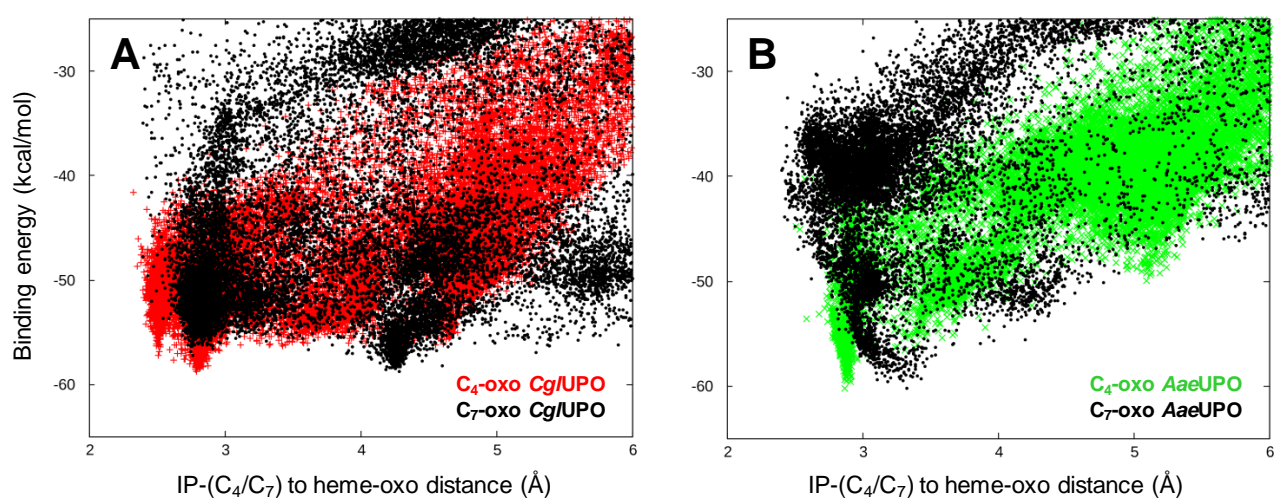 A
B
Binding energy (kcal/mol)
-30
-40
-50
-60
2
3
4
5
6
C4-oxo CglUPO
C7-oxo CglUPO
IP-(C4/C7) to heme-oxo distance (Å)
-30
-40
-50
-60
2
3
4
5
6
C4-oxo AaeUPO
C7-oxo AaeUPO
IP-(C4/C7) to heme-oxo distance (Å)